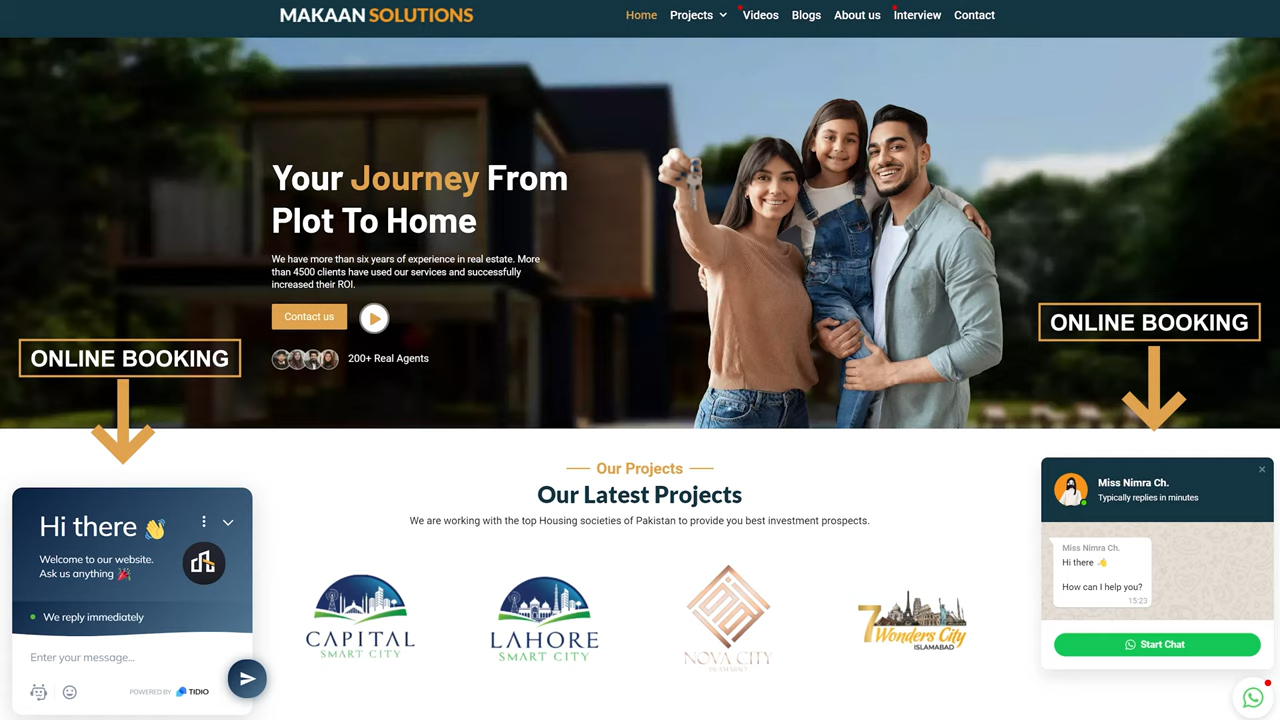 MAKAAN SOLUTIONS
Home Projects Videos Blogs About us Interview Contact
Your Journey From
Plot To Home
We have more than six years of experience in real estate. More
than 4500 clients have used our services and successfully
increased their ROI.
Contact us
200+ Real Agents
ONLINE BOOKING
ONLINE BOOKING
Our Projects
Our Latest Projects
We are working with the top Housing societies of Pakistan to provide you best investment prospects.
CAPITAL
SMART CITY
LAHORE
SMART CITY
NOVA CITY
ISLAMABAD
7 Wonders City
ISLAMABAD
Hi there 👋
Welcome to our website.
Ask us anything 🎉
We reply immediately
Enter your message...
POWERED BY TIDIO
Miss Nimra Ch.
Typically replies in minutes
Miss Nimra Ch.
Hi there 👋
How can I help you?
15:23
Start Chat